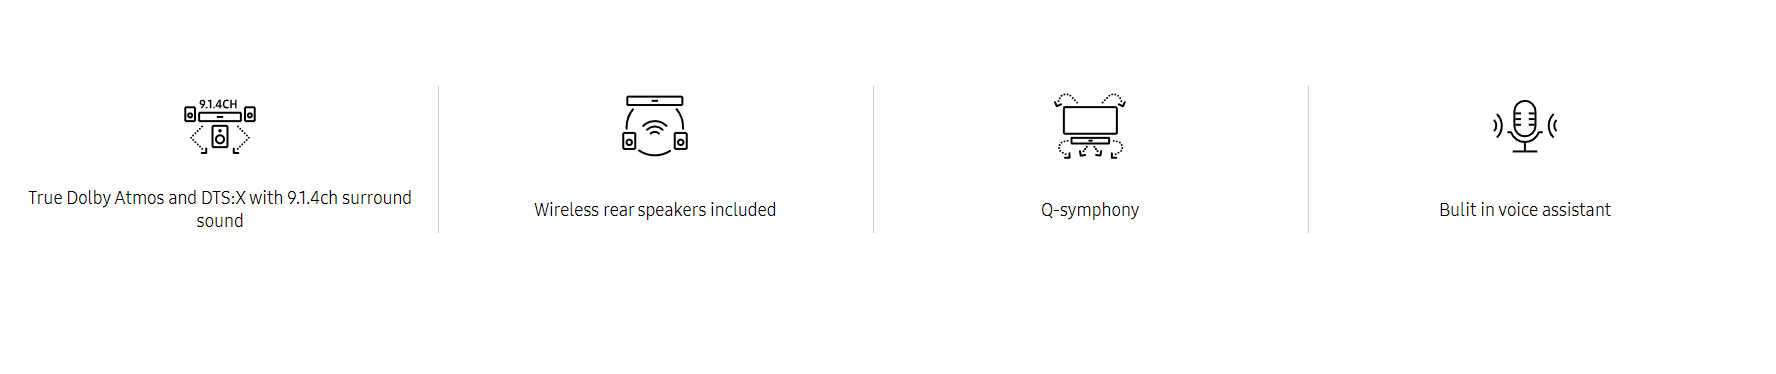 9.1.4CH
True Dolby Atmos and DTS:X with 9.1.4ch surround
sound
Wireless rear speakers included
Q-symphony
Bulit in voice assistant